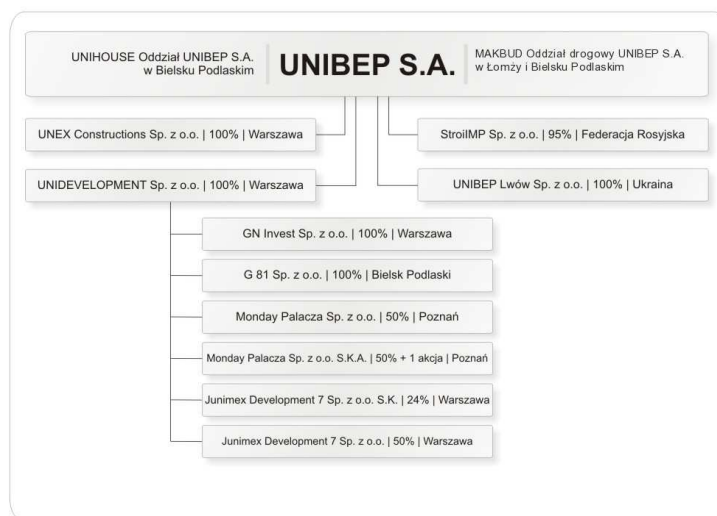 UNIHOUSE Oddział UNIBEP S.A.
w Bielsku Podlaskim
UNIBEP S.A.
MAKBUD Oddział drogowy UNIBEP S.A.
w Łomży i Bielsku Podlaskim
UNEX Constructions Sp. z o.o. | 100% | Warszawa
StroiIMP Sp. z o.o. | 95% | Federacja Rosyjska
UNIDEVELOPMENT Sp. z o.o. | 100% | Warszawa
UNIBEP Lwów Sp. z o.o. | 100% | Ukraina
GN Invest Sp. z o.o. | 100% | Warszawa
G 81 Sp. z o.o. | 100% | Bielsk Podlaski
Monday Palacza Sp. z o.o. | 50% | Poznań
Monday Palacza Sp. z o.o. S.K.A. | 50% + 1 akcja | Poznań
Junimex Development 7 Sp. z o.o. S.K. | 24% | Warszawa
Junimex Development 7 Sp. z o.o. | 50% | Warszawa